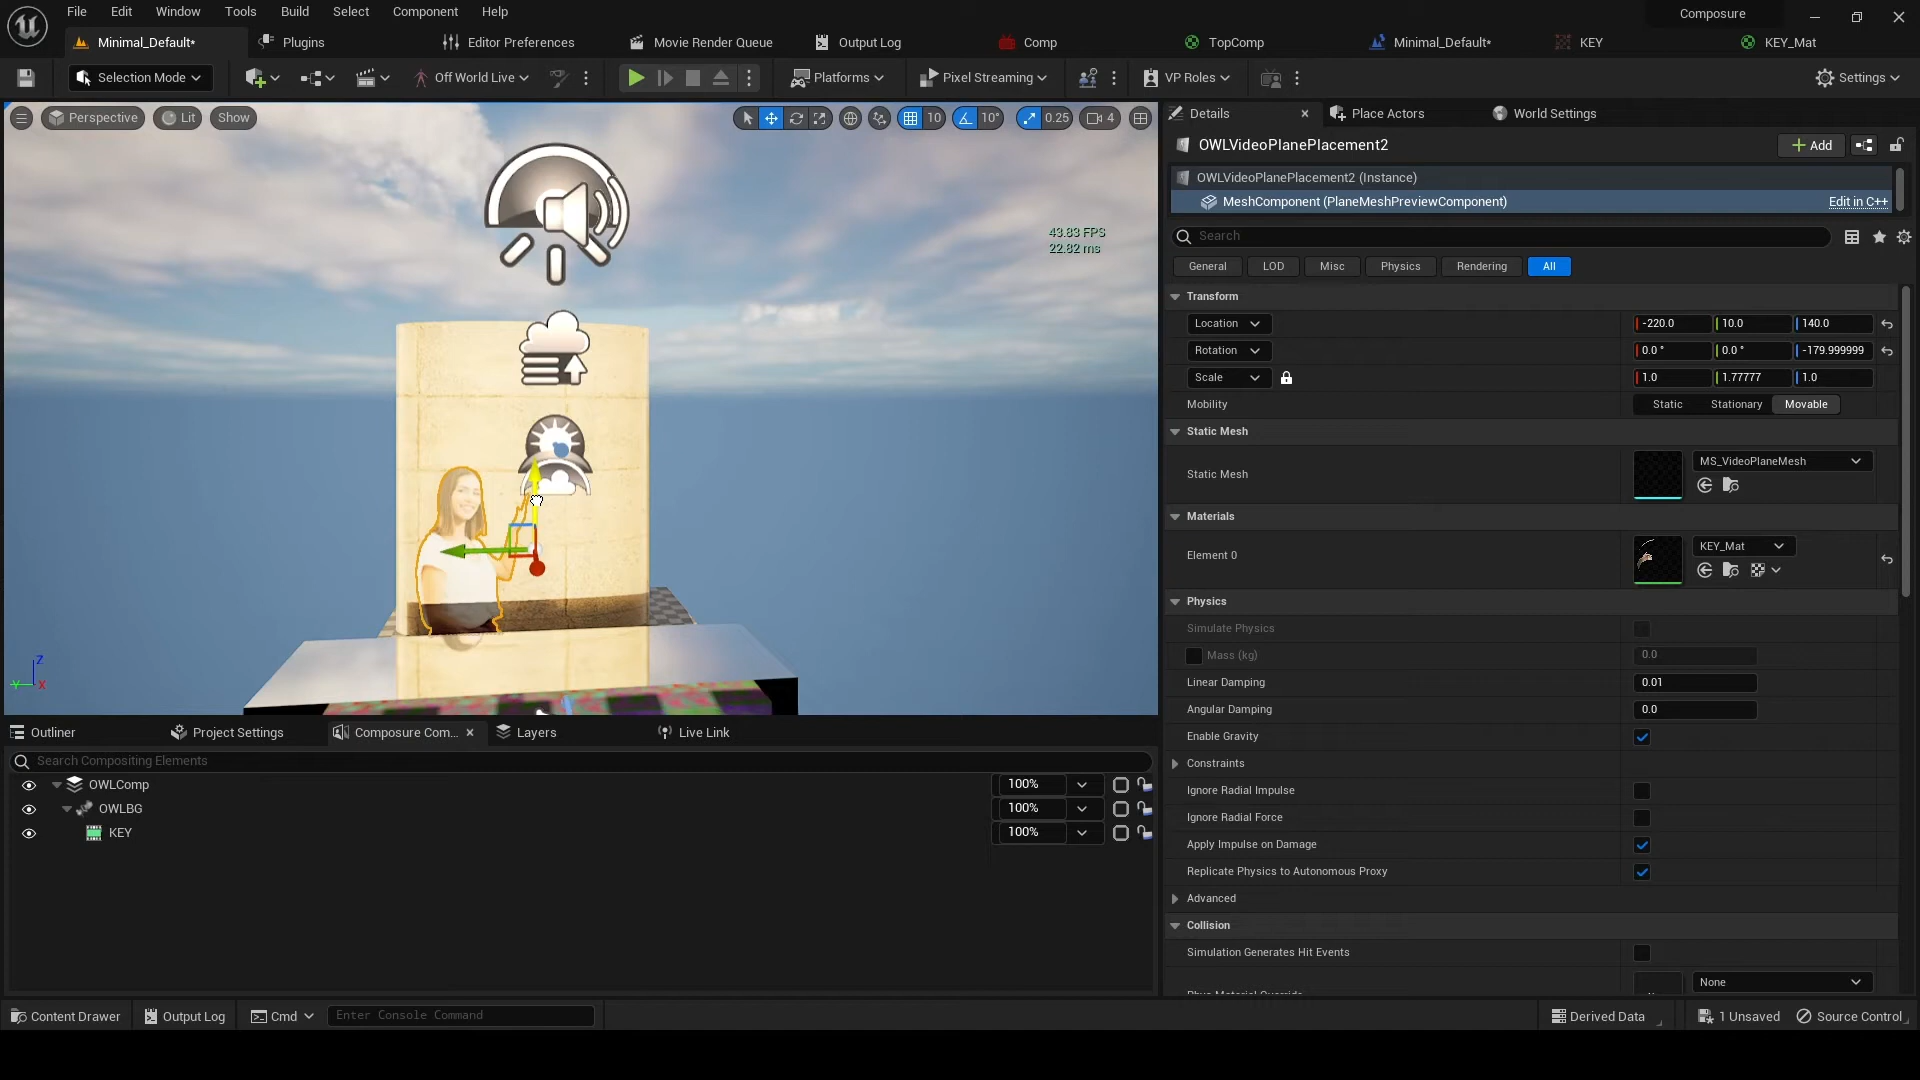 File Edit Window Tools Build Select Component Help
Composure
Minimal_Default*
Plugins
Editor Preferences
Movie Render Queue
Output Log
Comp
TopComp
Minimal_Default*
KEY
KEY_Mat
Selection Mode
Off World Live
Platforms
Pixel Streaming
VP Roles
Settings
Perspective
Lit
Show
10
10°
0.25
4
43.83 FPS
22.82 ms
Z
Y
X
Details
Place Actors
World Settings
OWLVideoPlanePlacement2
Add
OWLVideoPlanePlacement2 (Instance)
MeshComponent (PlaneMeshPreviewComponent)
Edit in C++
Search
General
LOD
Misc
Physics
Rendering
All
Transform
Location
-220.0
10.0
140.0
Rotation
0.0 °
0.0 °
-179.999999
Scale
1.0
1.77777
1.0
Mobility
Static
Stationary
Movable
Static Mesh
Static Mesh
MS_VideoPlaneMesh
Materials
Element 0
KEY_Mat
Physics
Simulate Physics
Mass (kg)
0.0
Linear Damping
0.01
Angular Damping
0.0
Enable Gravity
Constraints
Ignore Radial Impulse
Ignore Radial Force
Apply Impulse on Damage
Replicate Physics to Autonomous Proxy
Advanced
Collision
Simulation Generates Hit Events
Phys Material Override
None
Outliner
Project Settings
Composure Com...
Layers
Live Link
Search Compositing Elements
OWLComp
100%
OWLBG
100%
KEY
100%
Content Drawer
Output Log
Cmd
Enter Console Command
Derived Data
1 Unsaved
Source Control